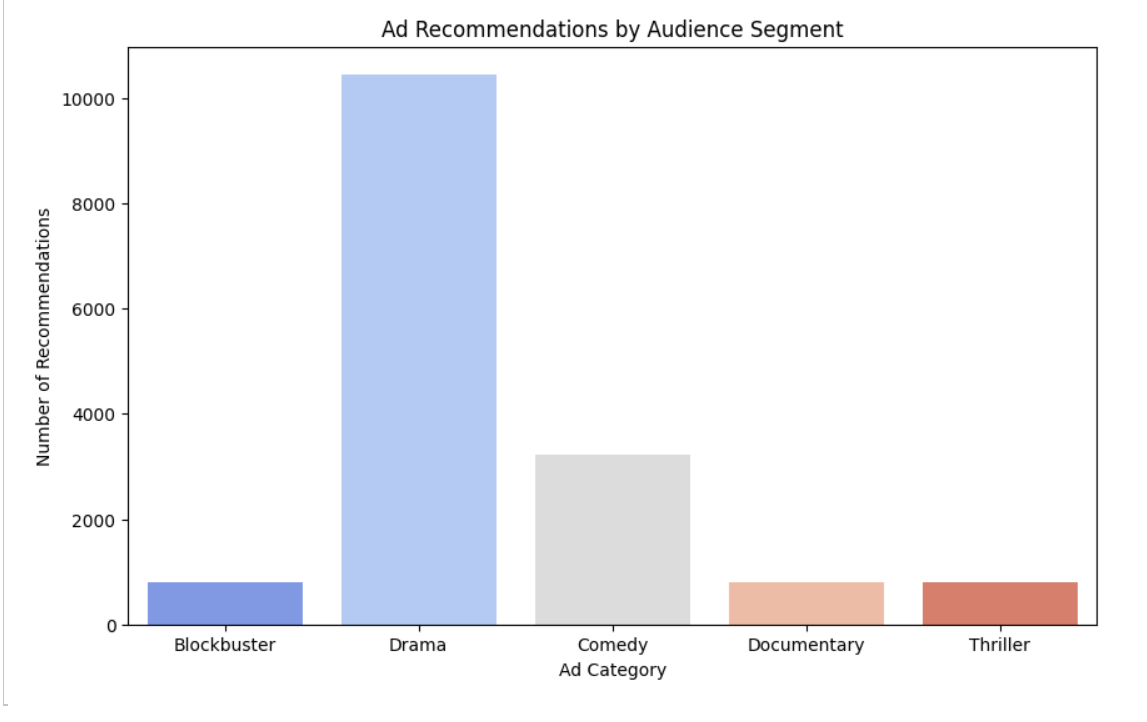 Ad Recommendations by Audience Segment
Number of Recommendations
10000
8000
6000
4000
2000
0
Blockbuster Drama Comedy Documentary Thriller
Ad Category